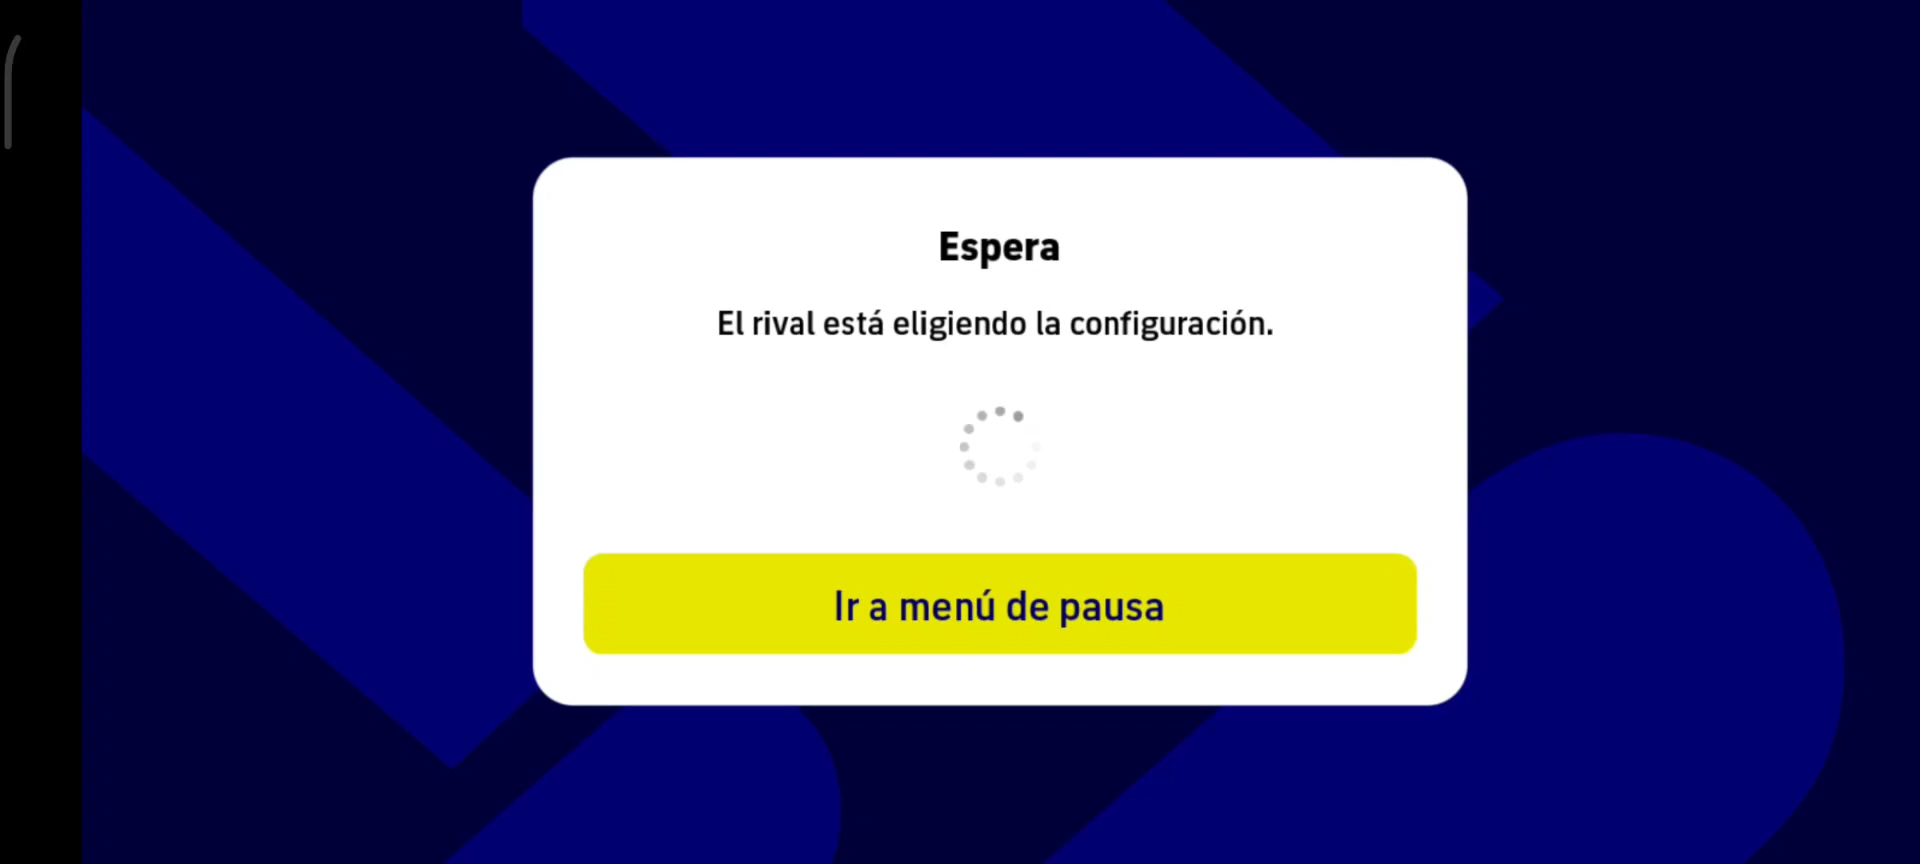 Espera
El rival está eligiendo la configuración.
Ir a menú de pausa